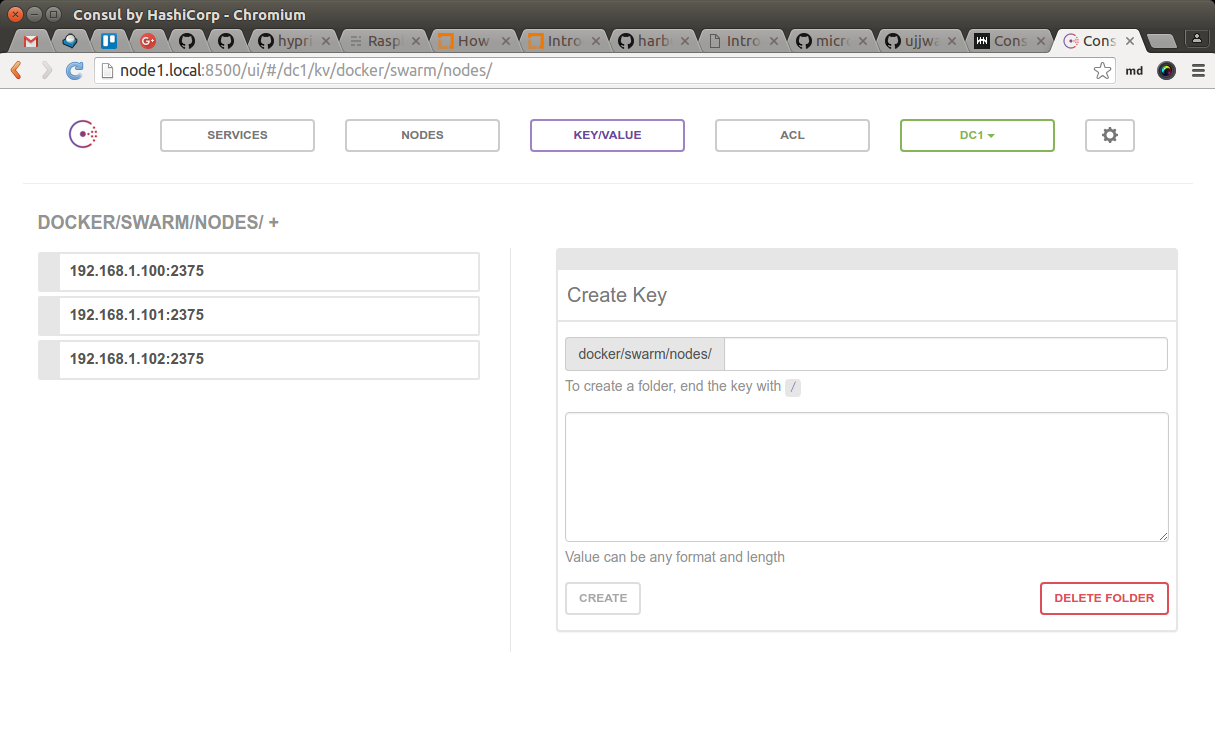 Consul by HashiCorp - Chromium
hypri
Rasp
How
Intro
harb
Intro
micro
ujjwa
Cons
Cons
node1.local:8500/ui/#/dc1/kv/docker/swarm/nodes/
md
SERVICES
NODES
KEY/VALUE
ACL
DC1
DOCKER/SWARM/NODES/ +
192.168.1.100:2375
192.168.1.101:2375
192.168.1.102:2375
Create Key
docker/swarm/nodes/
To create a folder, end the key with /
Value can be any format and length
CREATE
DELETE FOLDER